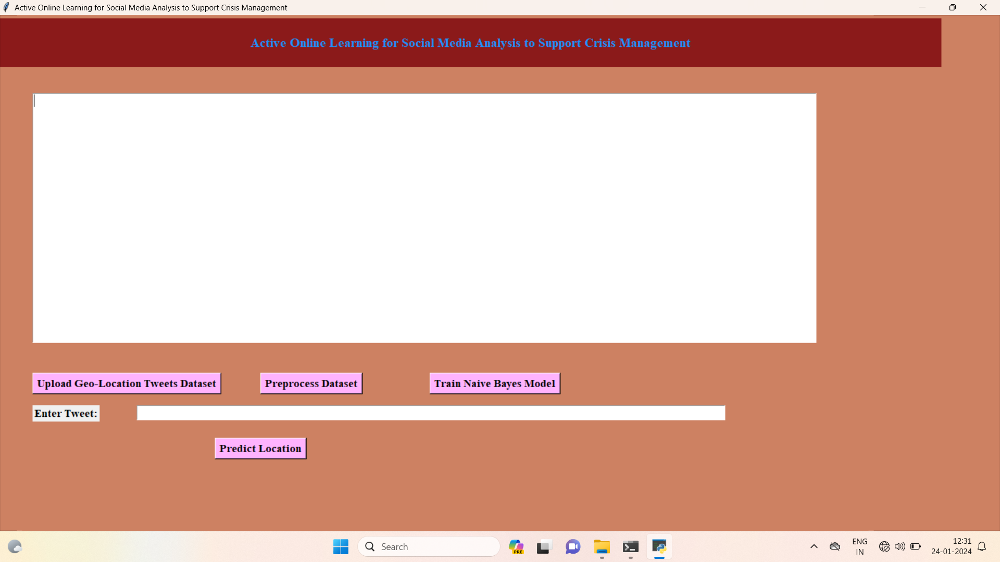 Active Online Learning for Social Media Analysis to Support Crisis Management
Active Online Learning for Social Media Analysis to Support Crisis Management
Upload Geo-Location Tweets Dataset
Preprocess Dataset
Train Naive Bayes Model
Enter Tweet:
Predict Location
Search
PRE
ENG
IN
12:31
24-01-2024